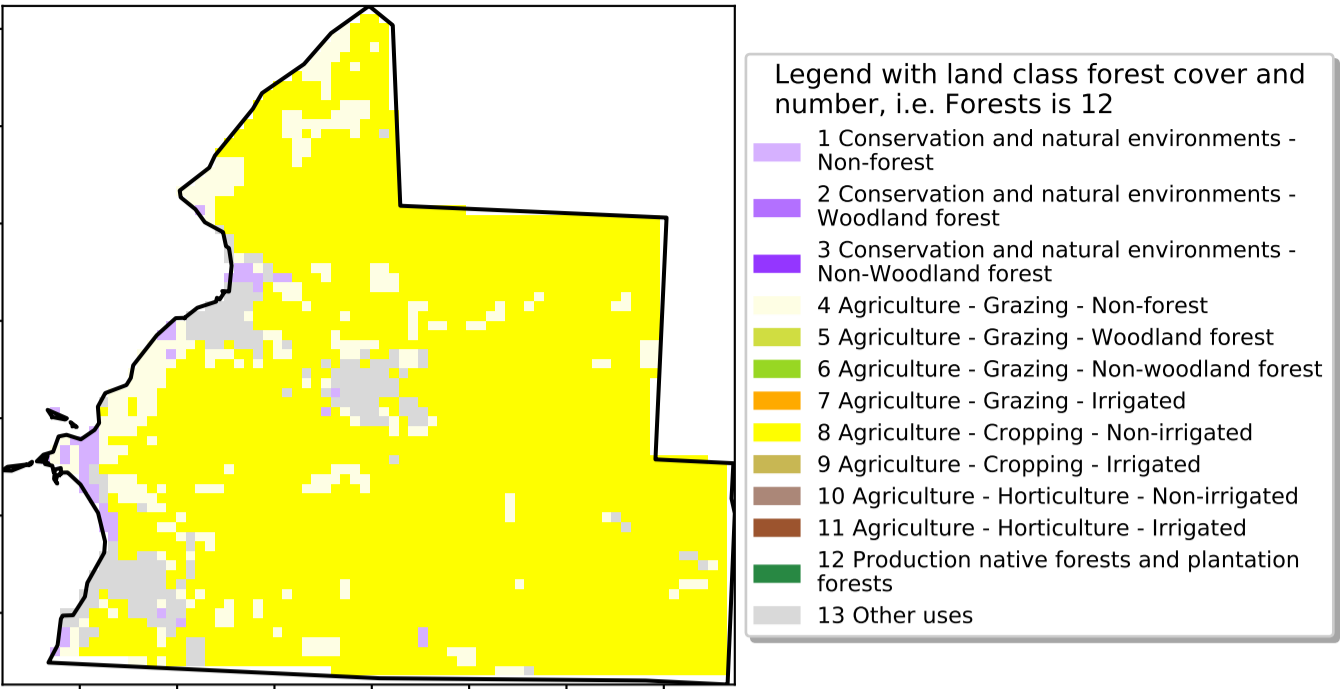 Legend with land class forest cover and
number, i.e. Forests is 12
1 Conservation and natural environments -
Non-forest
2 Conservation and natural environments -
Woodland forest
3 Conservation and natural environments -
Non-Woodland forest
4 Agriculture - Grazing - Non-forest
5 Agriculture - Grazing - Woodland forest
6 Agriculture - Grazing - Non-woodland forest
7 Agriculture - Grazing - Irrigated
8 Agriculture - Cropping - Non-irrigated
9 Agriculture - Cropping - Irrigated
10 Agriculture - Horticulture - Non-irrigated
11 Agriculture - Horticulture - Irrigated
12 Production native forests and plantation
forests
13 Other uses